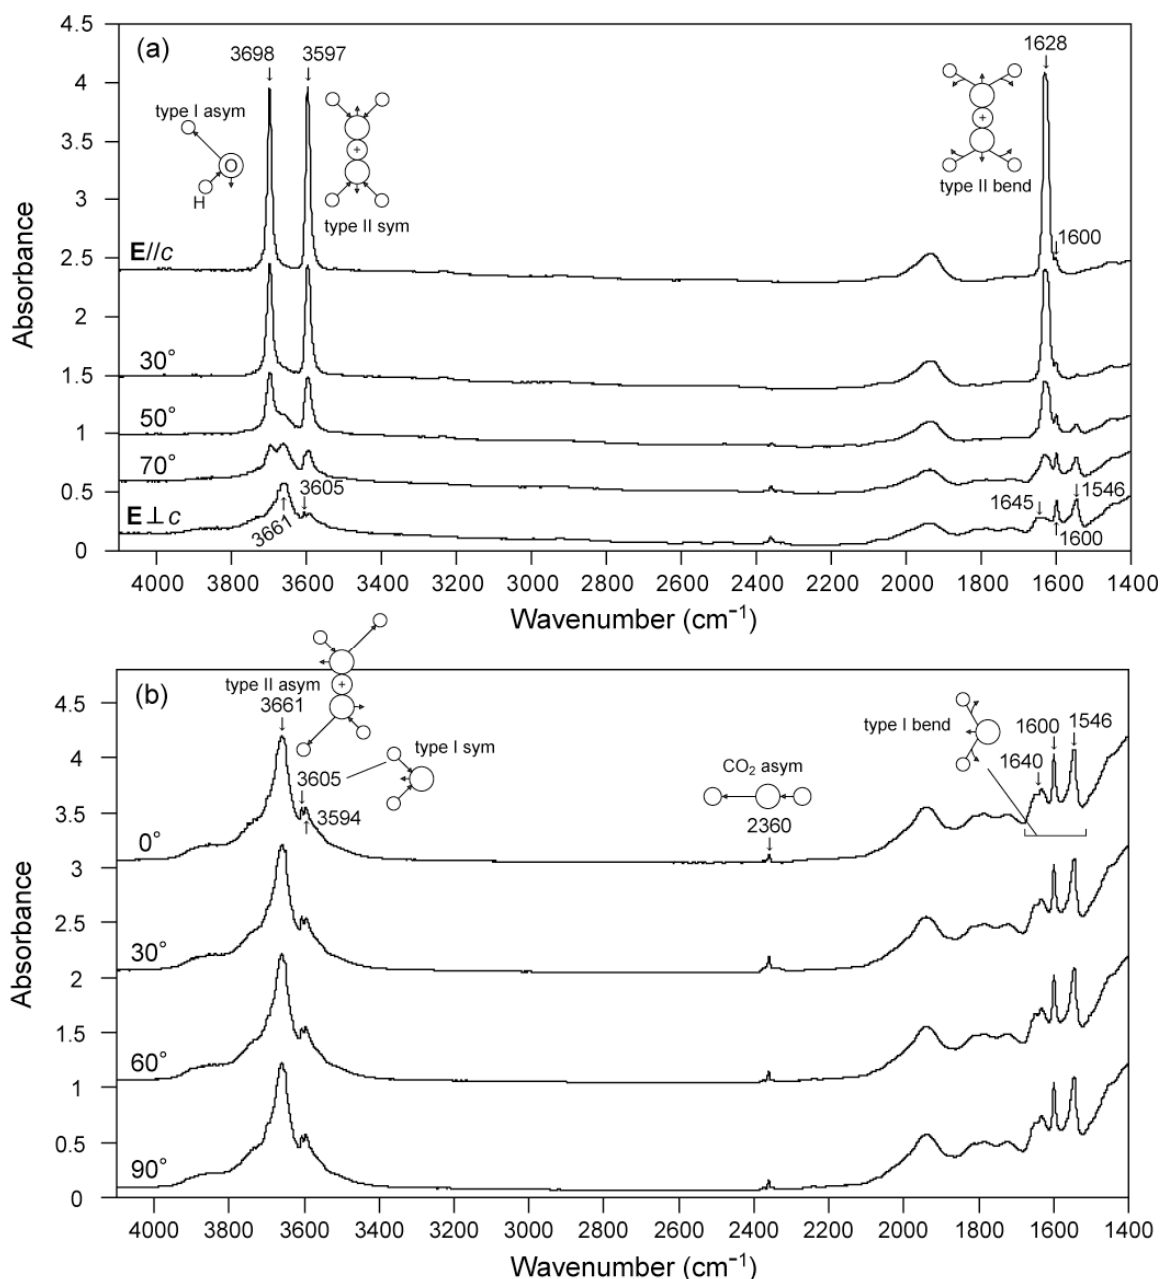 (a)
4.5
4
3.5
3
2.5
2
1.5
1
0.5
0
Absorbance
3698
3597
1628
type I asym
O
H
+
type II sym
+
type II bend
1600
E//c
30°
50°
70°
E⊥c
3605
3661
1645
1546
1600
4000 3800 3600 3400 3200 3000 2800 2600 2400 2200 2000 1800 1600 1400
Wavenumber (cm⁻¹)
(b)
4.5
4
3.5
3
2.5
2
1.5
1
0.5
0
Absorbance
type II asym
+
3661
type I sym
3605
3594
CO₂ asym
2360
type I bend
1600
1546
1640
0°
30°
60°
90°
4000 3800 3600 3400 3200 3000 2800 2600 2400 2200 2000 1800 1600 1400
Wavenumber (cm⁻¹)